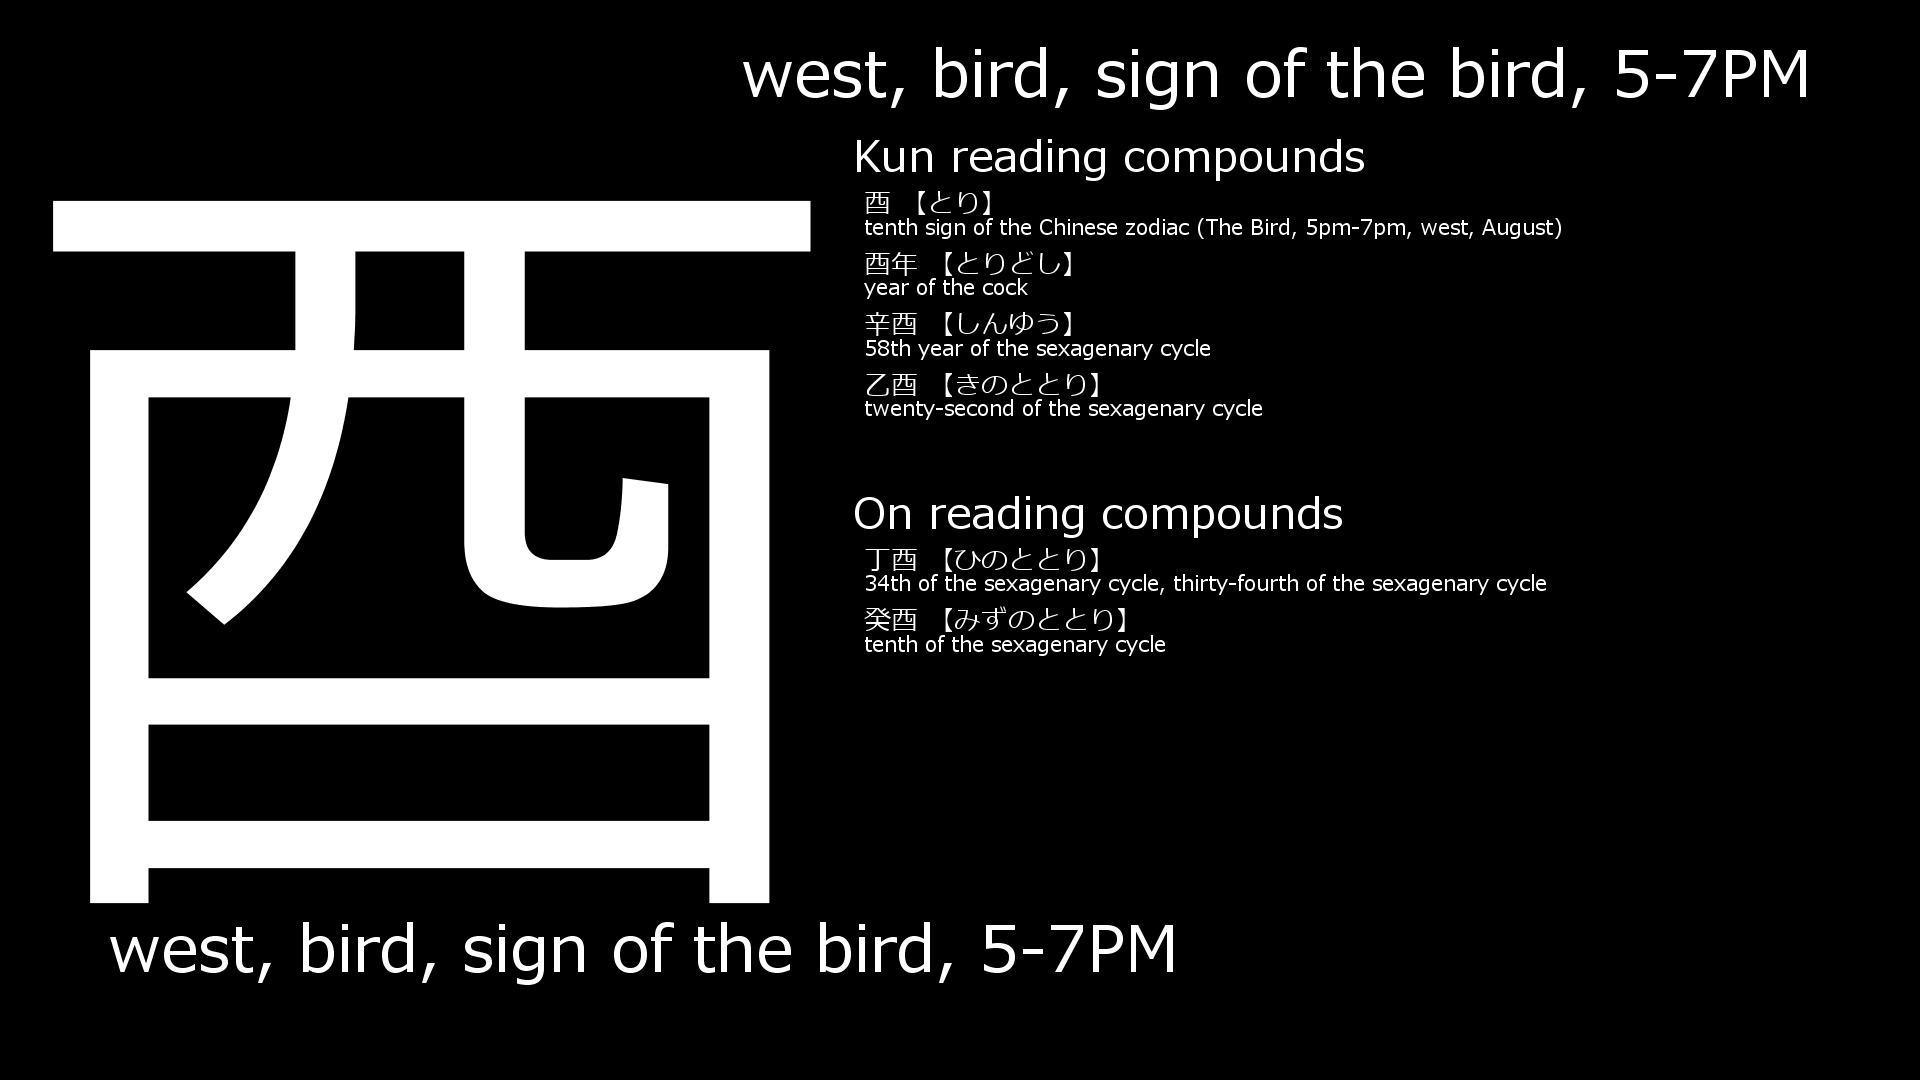 west, bird, sign of the bird, 5-7PM
酉
Kun reading compounds
酉 【とり】
tenth sign of the Chinese zodiac (The Bird, 5pm-7pm, west, August)
酉年 【とりどし】
year of the cock
辛酉 【しんゆう】
58th year of the sexagenary cycle
乙酉 【きのととり】
twenty-second of the sexagenary cycle
On reading compounds
丁酉 【ひのととり】
34th of the sexagenary cycle, thirty-fourth of the sexagenary cycle
癸酉 【みずのととり】
tenth of the sexagenary cycle
west, bird, sign of the bird, 5-7PM